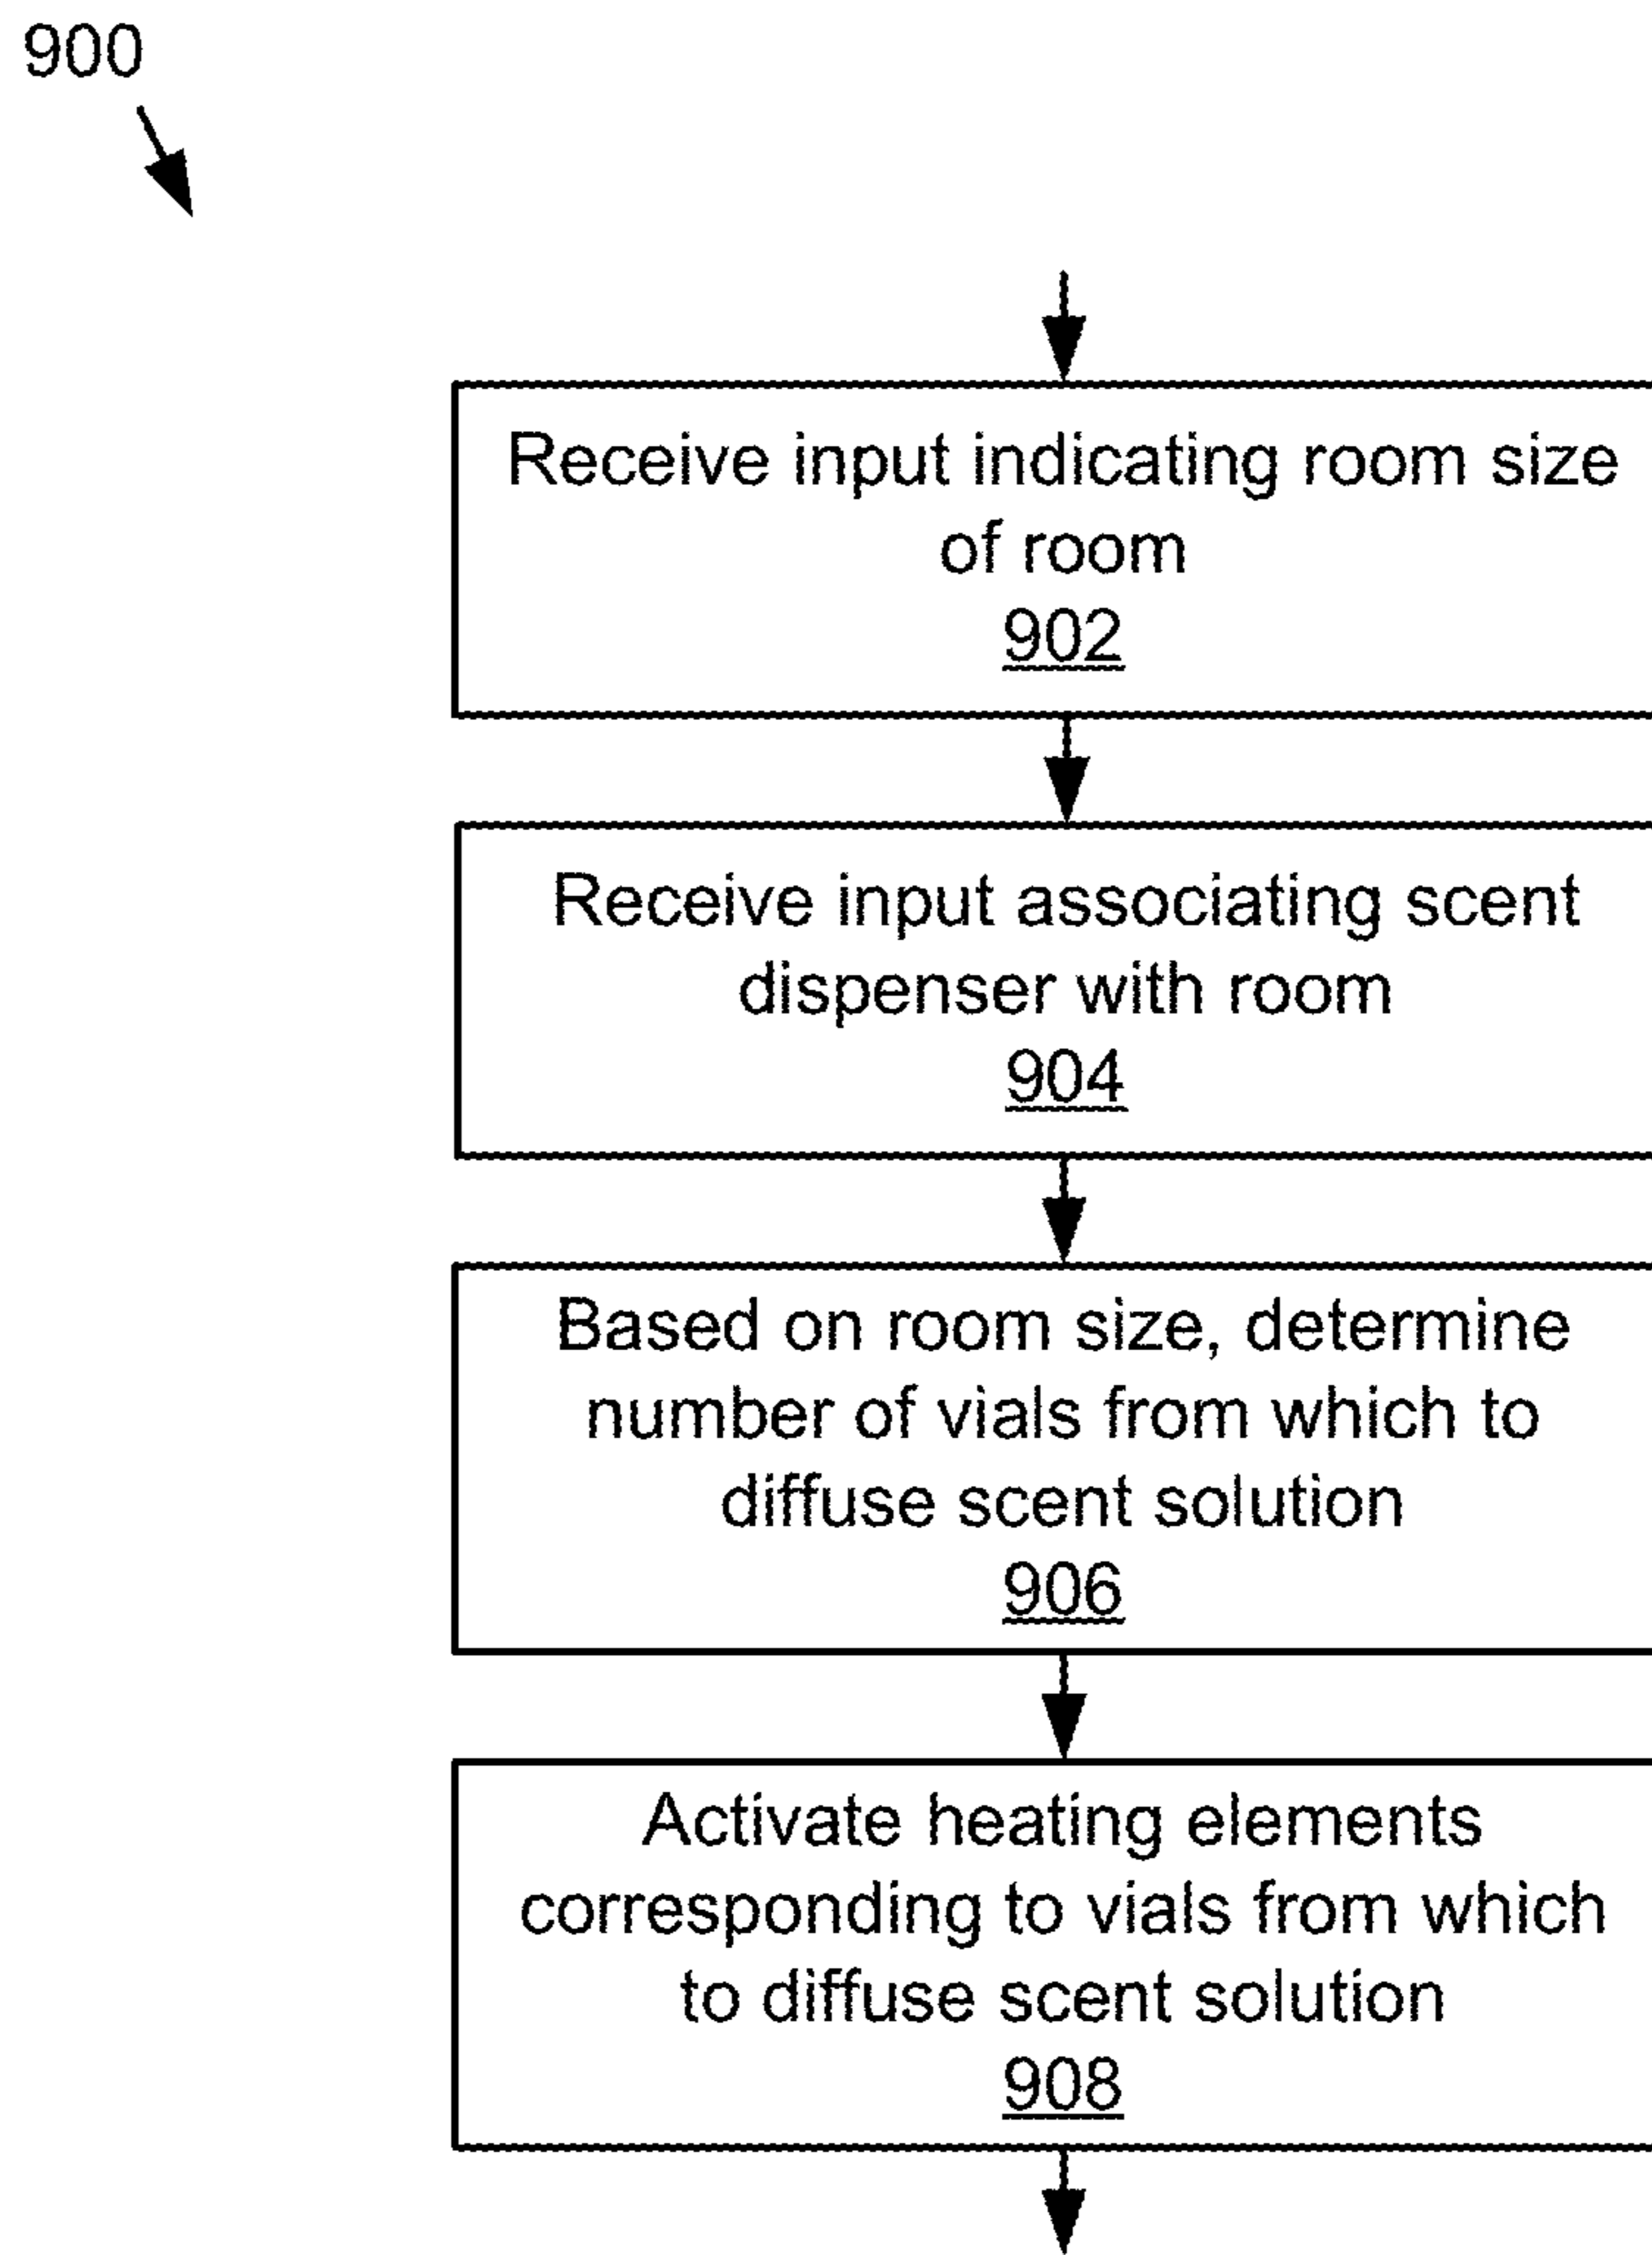 900
Receive input indicating room size
of room
902
Receive input associating scent
dispenser with room
904
Based on room size, determine
number of vials from which to
diffuse scent solution
906
Activate heating elements
corresponding to vials from which
to diffuse scent solution
908